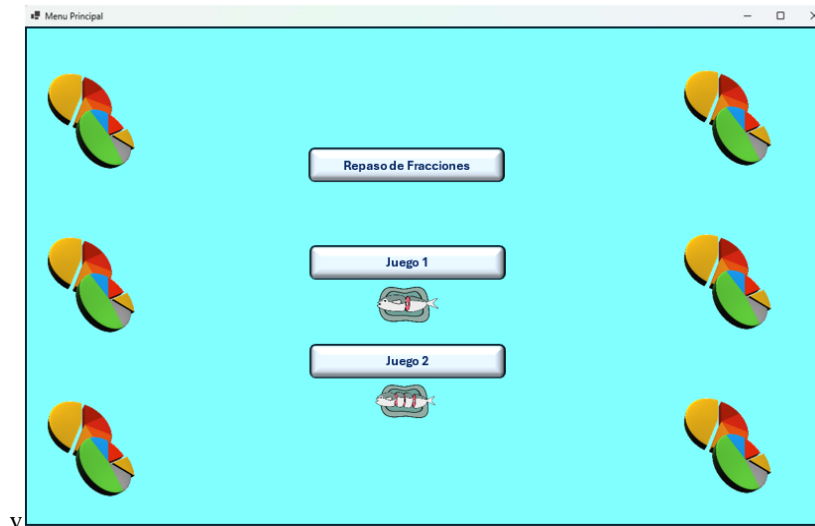 Menu Principal
Repaso de Fracciones
Juego 1
Juego 2
v